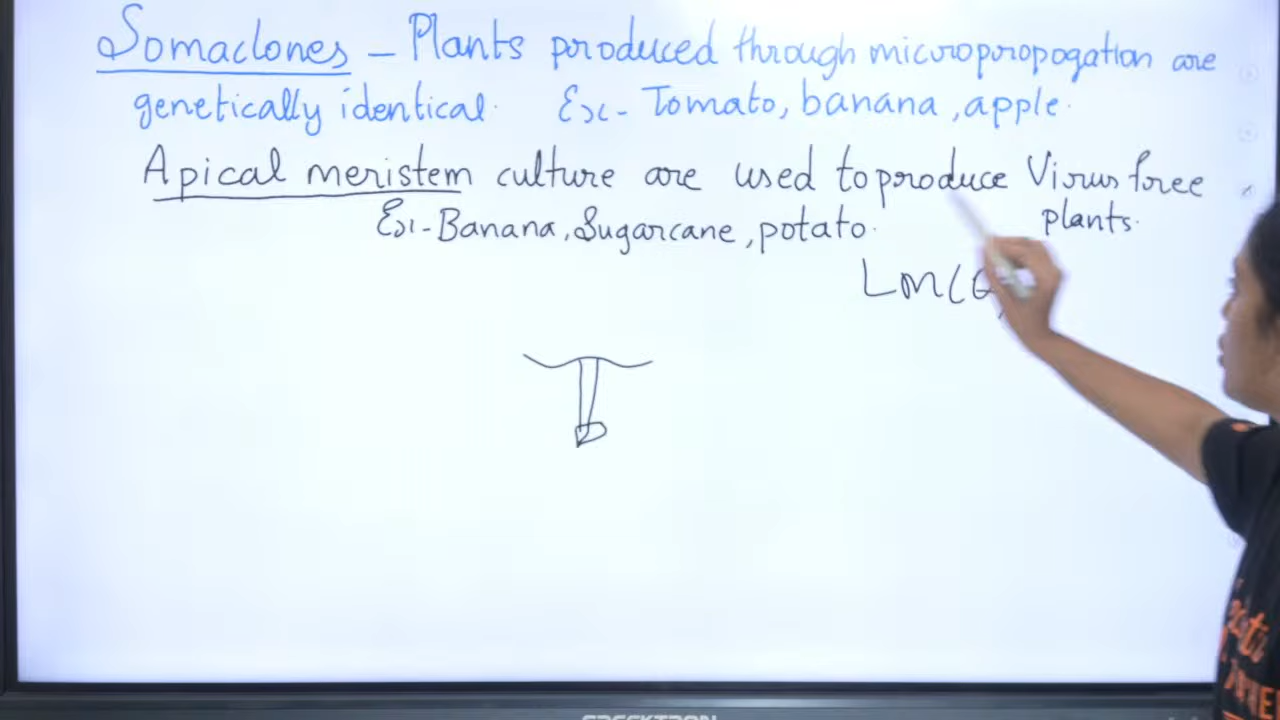 Somaclones - Plants produced through micropropogation are
genetically identical. Ex- Tomato, banana, apple.
Apical meristem culture are used to produce Virus free
plants.
Ex- Banana, Sugarcane, potato.